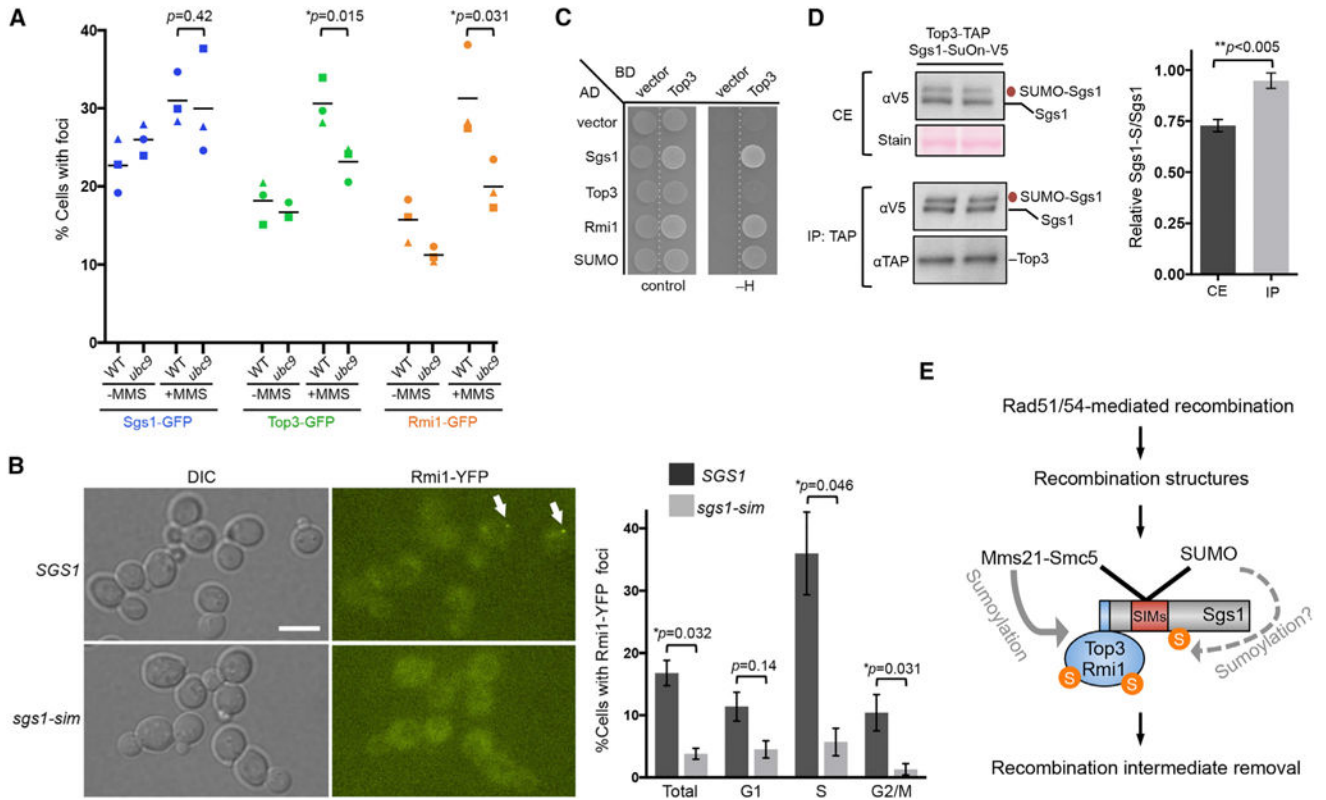 A
% Cells with foci
40
30
20
10
0
p=0.42
*p=0.015
*p=0.031
WT ubc9 WT ubc9 WT ubc9 WT ubc9 WT ubc9 WT ubc9
-MMS +MMS -MMS +MMS -MMS +MMS
Sgs1-GFP Top3-GFP Rmi1-GFP
B
DIC Rmi1-YFP
SGS1
sgs1-sim
SGS1
sgs1-sim
%Cells with Rmi1-YFP foci
40
30
20
10
0
*p=0.032
p=0.14
*p=0.046
*p=0.031
Total G1 S G2/M
C
BD
AD
vector Top3 vector Top3
vector
Sgs1
Top3
Rmi1
SUMO
control –H
D
Top3-TAP
Sgs1-SuOn-V5
CE
αV5
SUMO-Sgs1
Sgs1
Stain
IP: TAP
αV5
SUMO-Sgs1
Sgs1
αTAP
–Top3
**p<0.005
Relative Sgs1-S/Sgs1
1.00
0.75
0.50
0.25
0.00
CE IP
E
Rad51/54-mediated recombination
Recombination structures
Mms21-Smc5 SUMO
Sumoylation
SIMs Sgs1
Sumoylation?
S
Top3
Rmi1
S S
Recombination intermediate removal